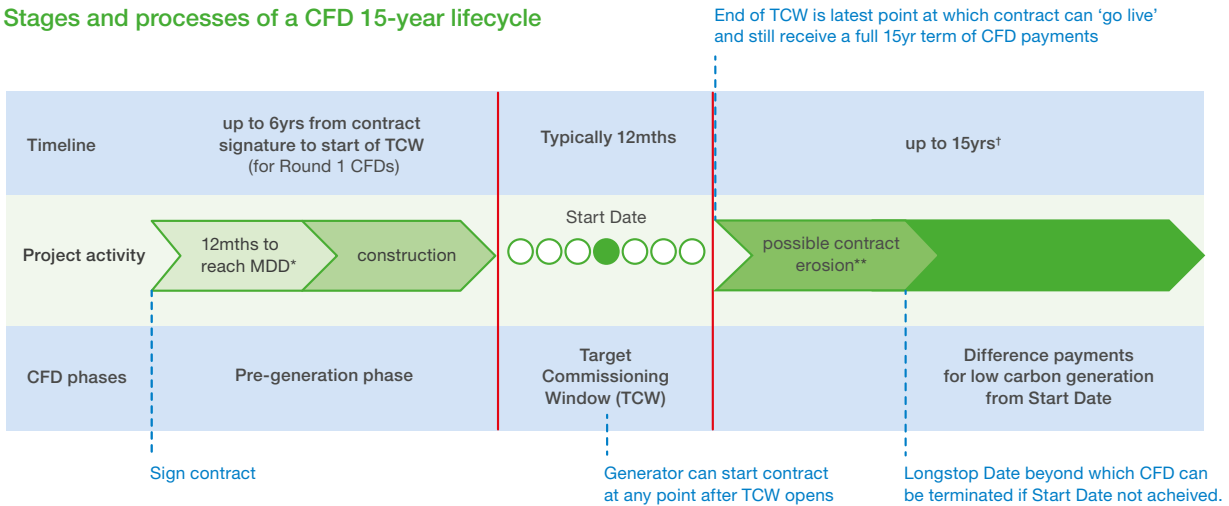 Stages and processes of a CFD 15-year lifecycle
End of TCW is latest point at which contract can ‘go live’
and still receive a full 15yr term of CFD payments
Timeline
up to 6yrs from contract
signature to start of TCW
(for Round 1 CFDs)
Typically 12mths
up to 15yrs†
Project activity
12mths to
reach MDD*
construction
Start Date
possible contract
erosion**
CFD phases
Pre-generation phase
Target
Commissioning
Window (TCW)
Difference payments
for low carbon generation
from Start Date
Sign contract
Generator can start contract
at any point after TCW opens
Longstop Date beyond which CFD can
be terminated if Start Date not acheived.